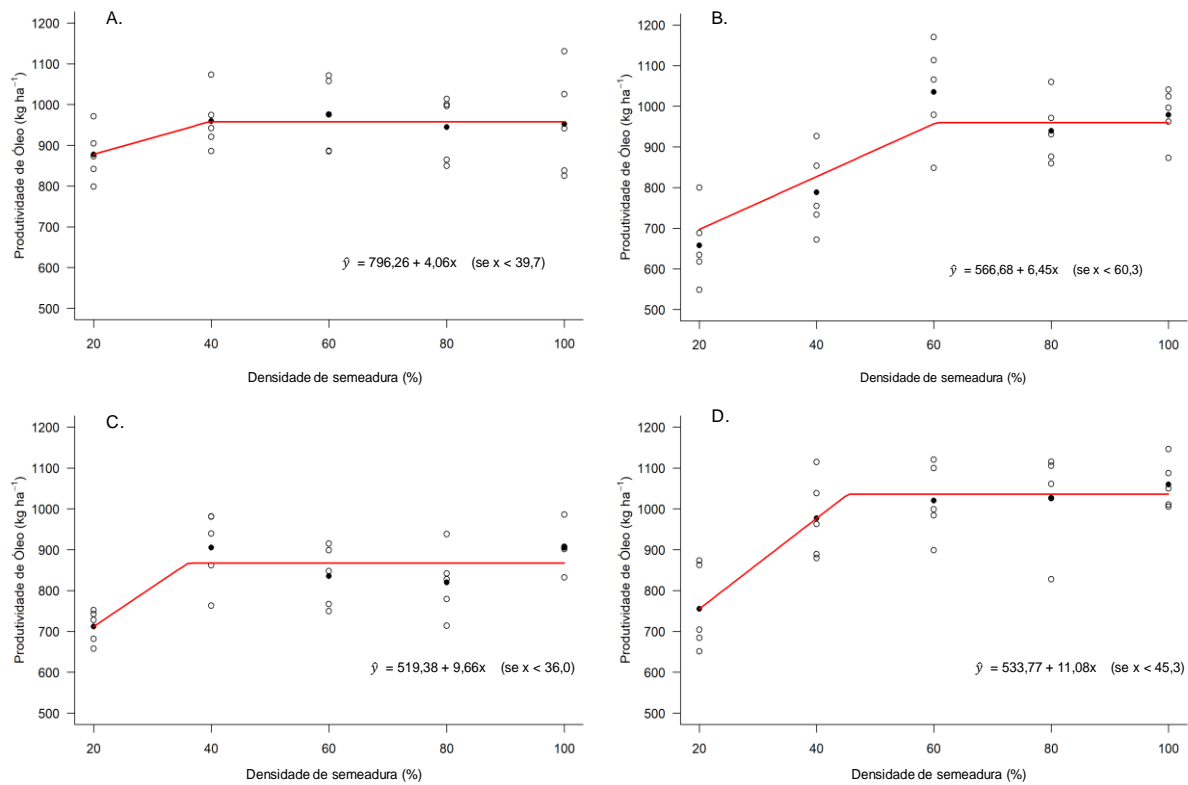 A.
Produtividade de Óleo (kg ha⁻¹)
1200
1100
1000
900
800
700
600
500
ŷ = 796,26 + 4,06x (se x < 39,7)
20 40 60 80 100
Densidade de semeadura (%)
B.
Produtividade de Óleo (kg ha⁻¹)
1200
1100
1000
900
800
700
600
500
ŷ = 566,68 + 6,45x (se x < 60,3)
20 40 60 80 100
Densidade de semeadura (%)
C.
Produtividade de Óleo (kg ha⁻¹)
1200
1100
1000
900
800
700
600
500
ŷ = 519,38 + 9,66x (se x < 36,0)
20 40 60 80 100
Densidade de semeadura (%)
D.
Produtividade de Óleo (kg ha⁻¹)
1200
1100
1000
900
800
700
600
500
ŷ = 533,77 + 11,08x (se x < 45,3)
20 40 60 80 100
Densidade de semeadura (%)